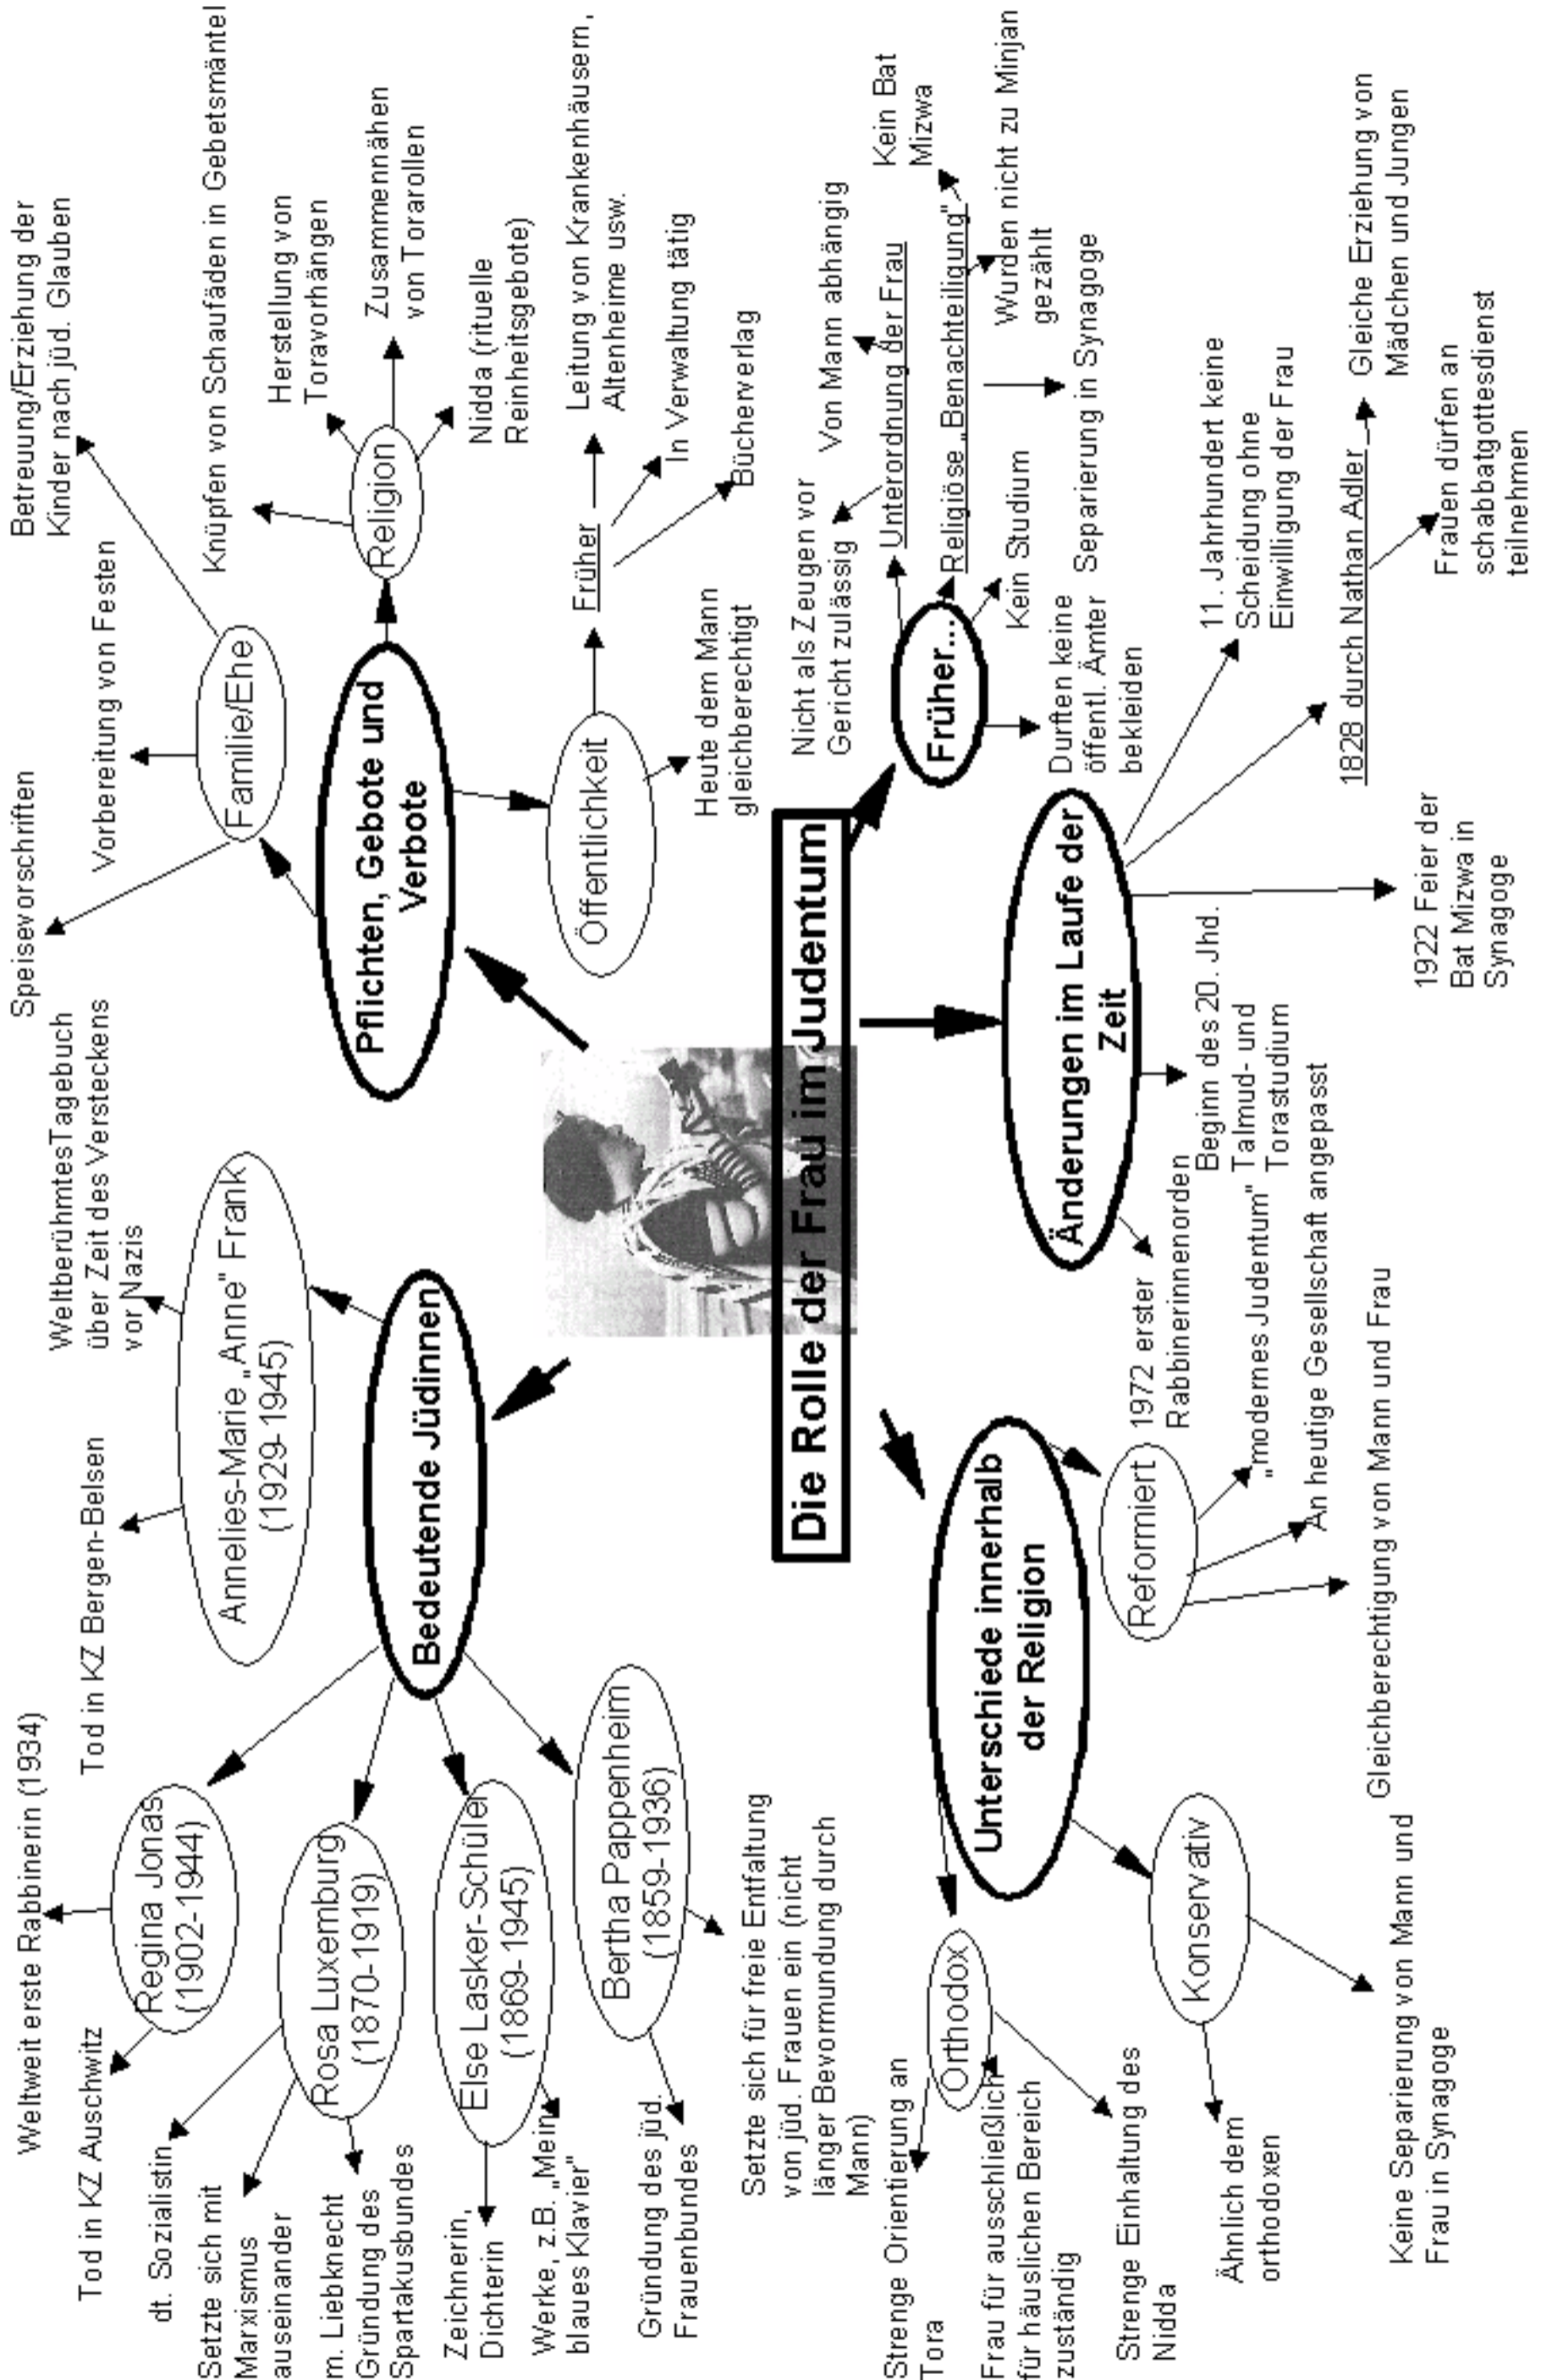 Die Rolle der Frau im Judentum
Bedeutende Jüdinnen
Regina Jonas
(1902-1944)
Weltweit erste Rabbinerin (1934)
Tod in KZ Auschwitz
Rosa Luxemburg
(1870-1919)
dt. Sozialistin
Setzte sich mit
Marxismus
auseinander
m. Liebknecht
Gründung des
Spartakusbundes
Else Lasker-Schüler
(1869-1945)
Zeichnerin,
Dichterin
Werke, z.B. „Mein
blaues Klavier“
Bertha Pappenheim
(1859-1936)
Gründung des jüd.
Frauenbundes
Setzte sich für freie Entfaltung
von jüd. Frauen ein (nicht
länger Bevormundung durch
Mann)
Annelies-Marie „Anne“ Frank
(1929-1945)
Tod in KZ Bergen-Belsen
WeltberühmtesTagebuch
über Zeit des Versteckens
vor Nazis
Pflichten, Gebote und
Verbote
Familie/Ehe
Speisevorschriften
Vorbereitung von Festen
Betreuung/Erziehung der
Kinder nach jüd. Glauben
Religion
Knüpfen von Schaufäden in Gebetsmäntel
Herstellung von
Toravorhängen
Zusammennähen
von Torarollen
Nidda (rituelle
Reinheitsgebote)
Öffentlichkeit
Früher
Leitung von Krankenhäusern,
Altenheime usw.
In Verwaltung tätig
Bücherverlag
Heute dem Mann
gleichberechtigt
Früher...
Unterordnung der Frau
Nicht als Zeugen vor
Gericht zulässig
Von Mann abhängig
Religiöse „Benachteiligung“
Kein Bat
Mizwa
Wurden nicht zu Minjan
gezählt
Separierung in Synagoge
Kein Studium
Durften keine
öffentl. Ämter
bekleiden
Änderungen im Laufe der
Zeit
11. Jahrhundert keine
Scheidung ohne
Einwilligung der Frau
1828 durch Nathan Adler
Gleiche Erziehung von
Mädchen und Jungen
Frauen dürfen an
schabbatgottesdienst
teilnehmen
1922 Feier der
Bat Mizwa in
Synagoge
Beginn des 20. Jhd.
Talmud- und
Torastudium
1972 erster
Rabbinerinnenorden
Unterschiede innerhalb
der Religion
Orthodox
Strenge Orientierung an
Tora
Frau für ausschließlich
für häuslichen Bereich
zuständig
Strenge Einhaltung des
Nidda
Konservativ
Ähnlich dem
orthodoxen
Keine Separierung von Mann und
Frau in Synagoge
Reformiert
„modernes Judentum“
An heutige Gesellschaft angepasst
Gleichberechtigung von Mann und Frau